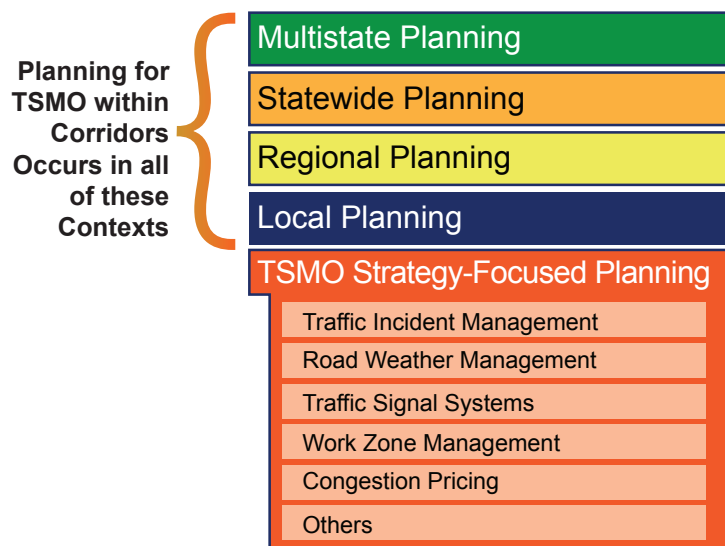 Planning for
TSMO within
Corridors
Occurs in all
of these
Contexts
Multistate Planning
Statewide Planning
Regional Planning
Local Planning
TSMO Strategy-Focused Planning
Traffic Incident Management
Road Weather Management
Traffic Signal Systems
Work Zone Management
Congestion Pricing
Others